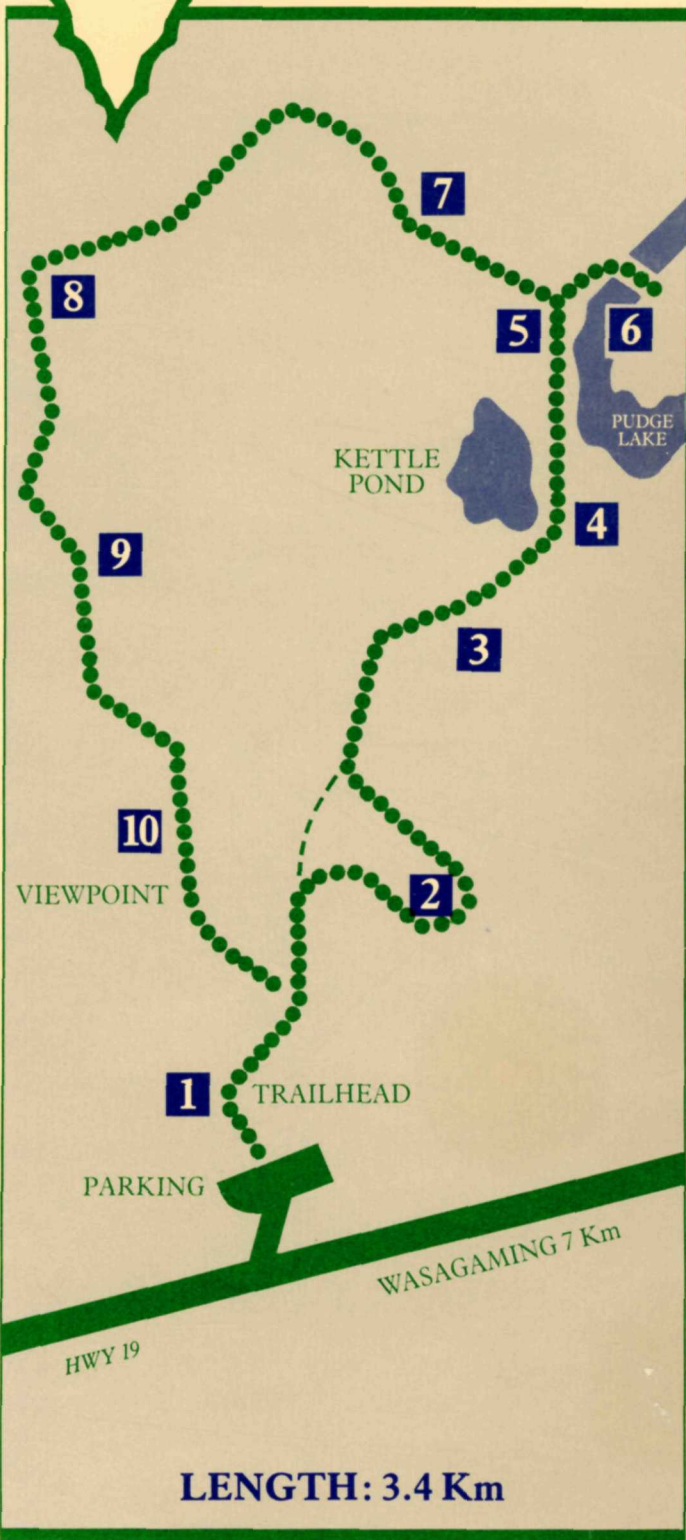 7
8
5
6
PUDGE
LAKE
KETTLE
POND
4
9
3
10
VIEWPOINT
2
1
TRAILHEAD
PARKING
WASAGAMING 7 Km
HWY 19
LENGTH: 3.4 Km